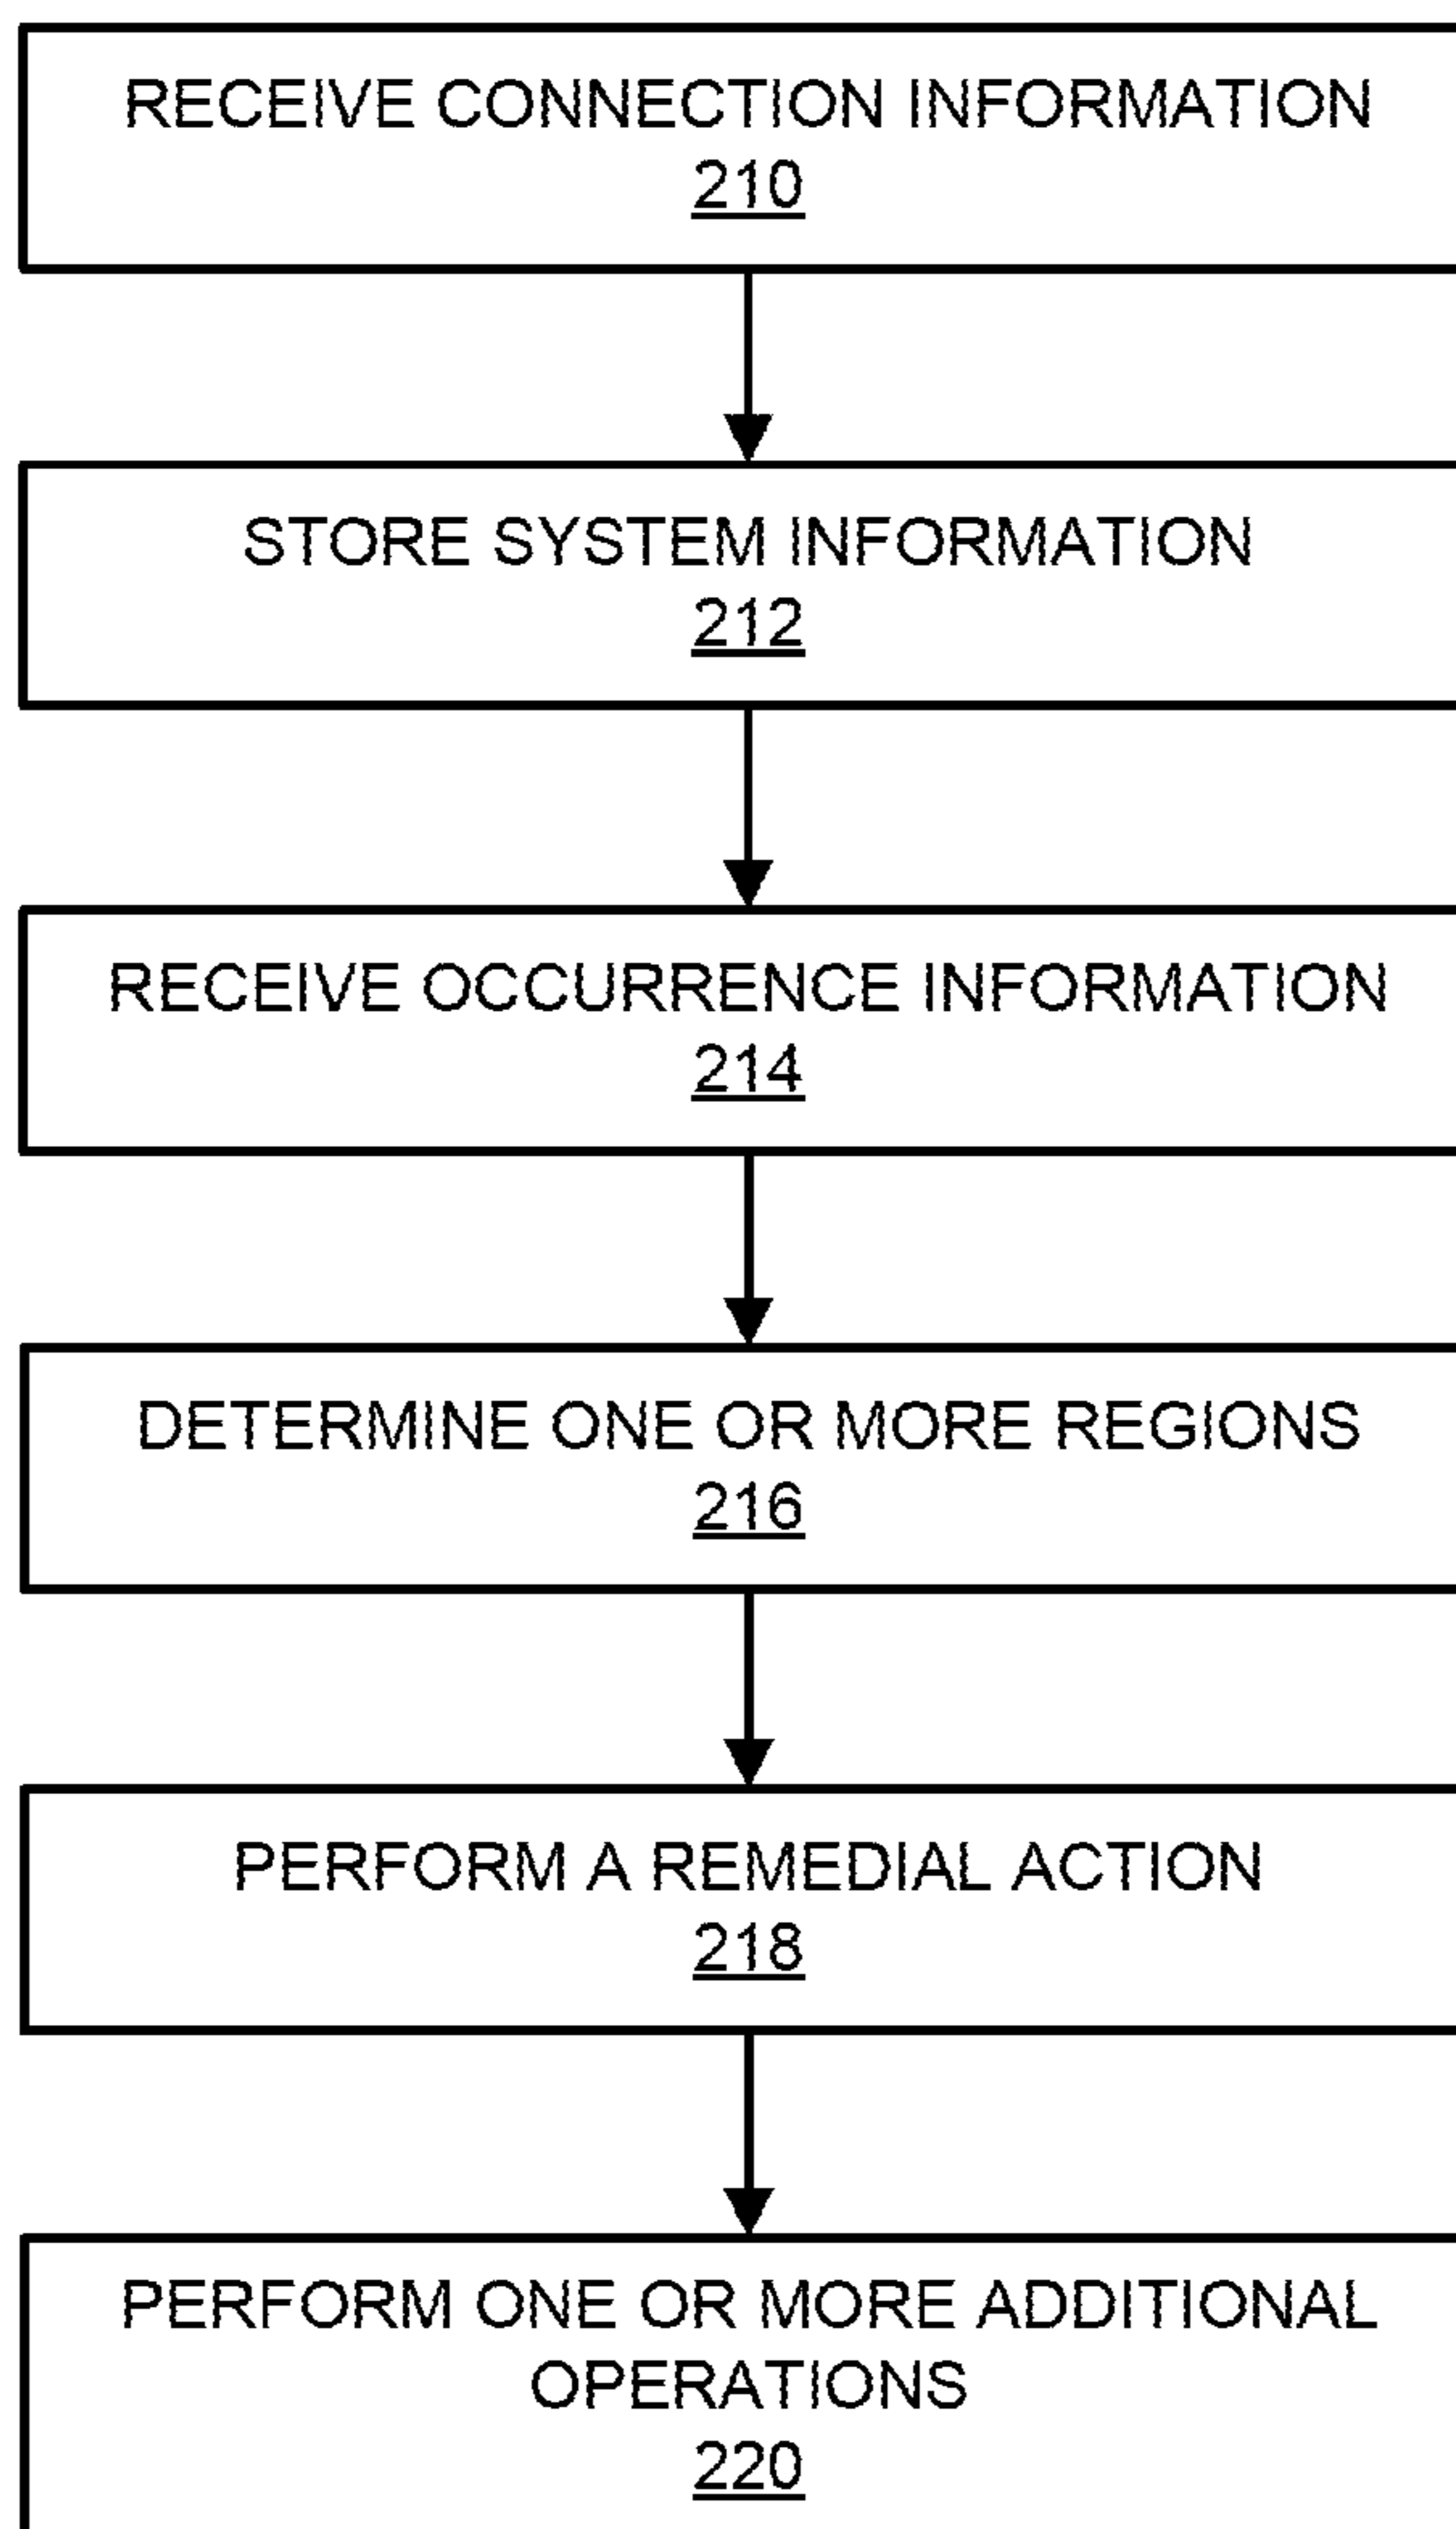 RECEIVE CONNECTION INFORMATION
210
STORE SYSTEM INFORMATION
212
RECEIVE OCCURRENCE INFORMATION
214
DETERMINE ONE OR MORE REGIONS
216
PERFORM A REMEDIAL ACTION
218
PERFORM ONE OR MORE ADDITIONAL
OPERATIONS
220